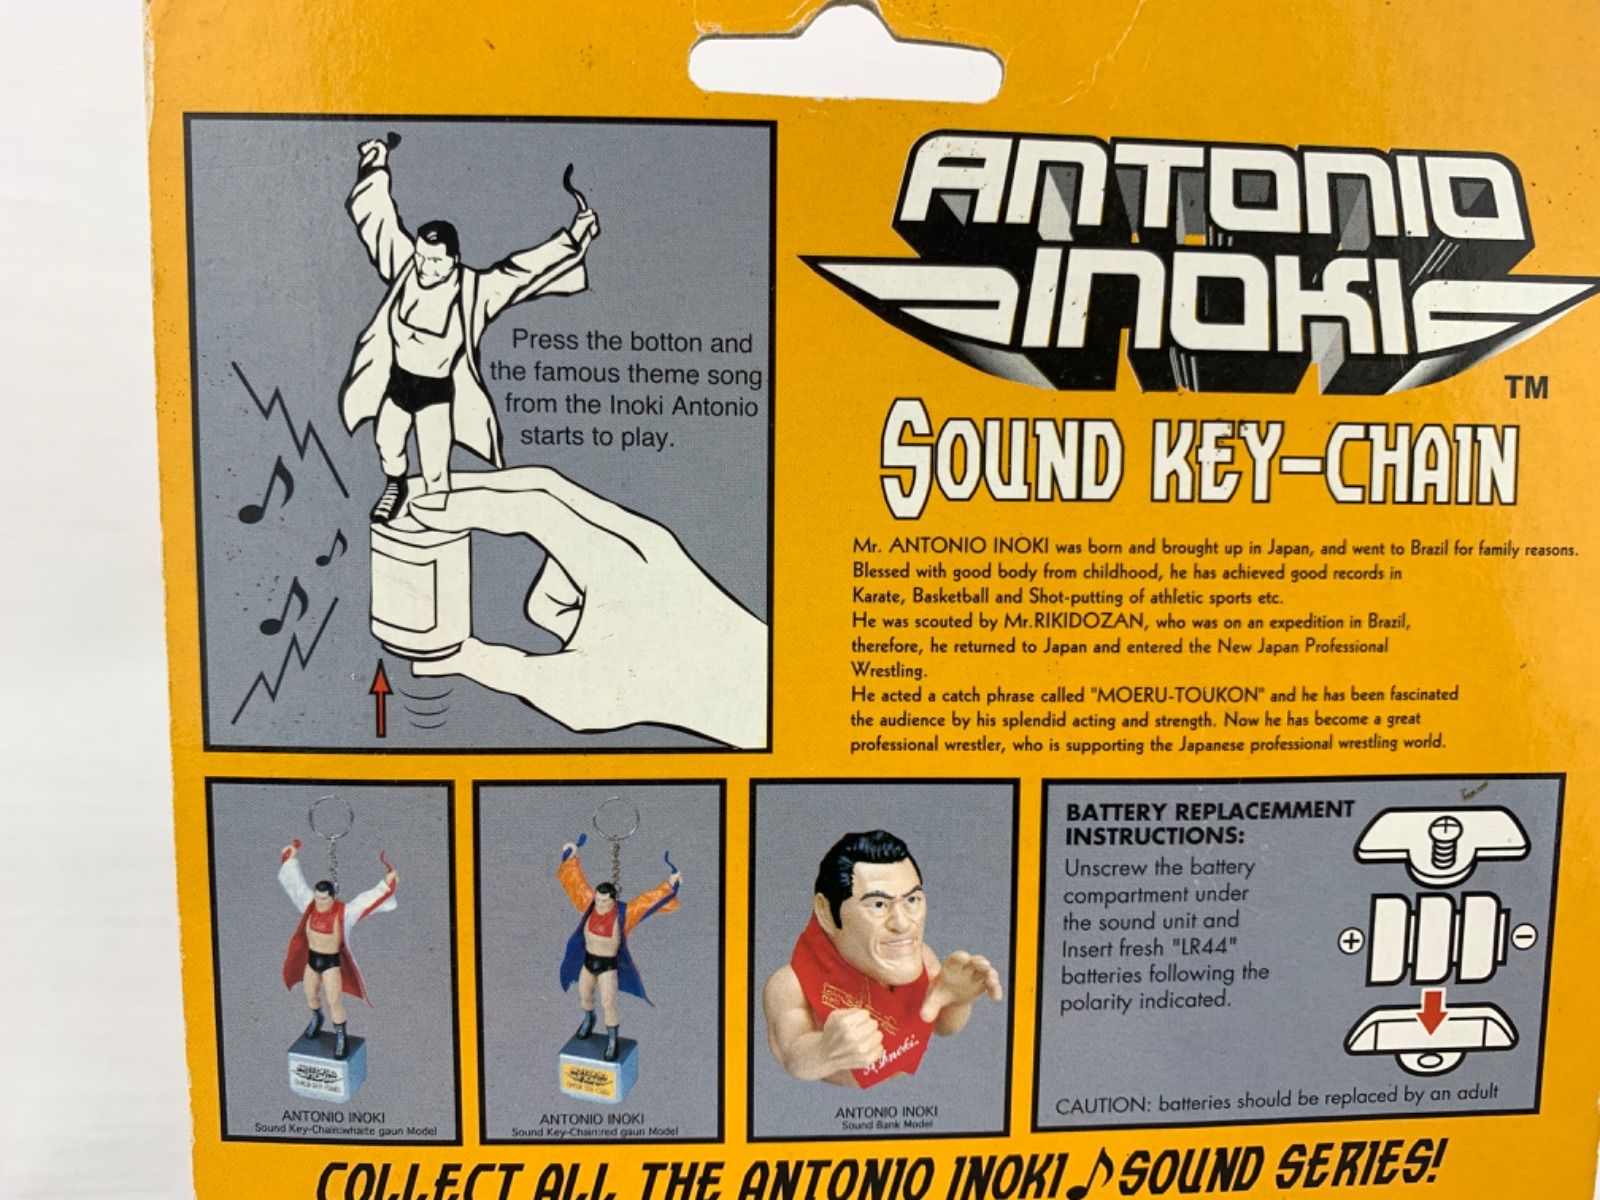 ANTONIO
INOKI
TM
SOUND KEY-CHAIN
Press the botton and
the famous theme song
from the Inoki Antonio
starts to play.
Mr. ANTONIO INOKI was born and brought up in Japan, and went to Brazil for family reasons.
Blessed with good body from childhood, he has achieved good records in
Karate, Basketball and Shot-putting of athletic sports etc.
He was scouted by Mr.RIKIDOZAN, who was on an expedition in Brazil,
therefore, he returned to Japan and entered the New Japan Professional
Wrestling.
He acted a catch phrase called "MOERU-TOUKON" and he has been fascinated
the audience by his splendid acting and strength. Now he has become a great
professional wrestler, who is supporting the Japanese professional wrestling world.
ANTONIO INOKI
Sound Key-Chain:whaite gaun Model
ANTONIO INOKI
Sound Key-Chain:red gaun Model
ANTONIO INOKI
Sound Bank Model
BATTERY REPLACEMMENT
INSTRUCTIONS:
Unscrew the battery
compartment under
the sound unit and
Insert fresh "LR44"
batteries following the
polarity indicated.
+
−
CAUTION: batteries should be replaced by an adult
COLLECT ALL THE ANTONIO INOKI ♪ SOUND SERIES!